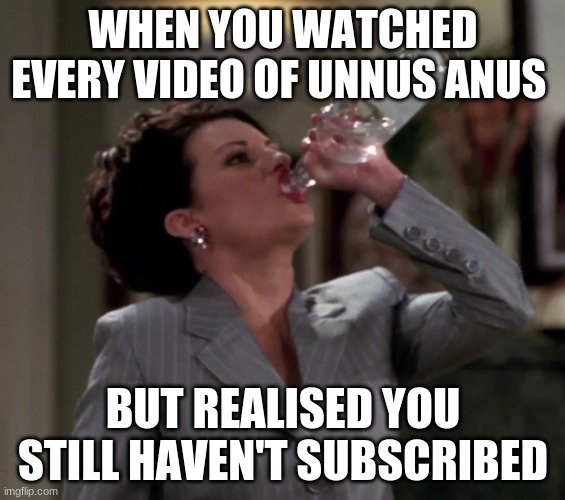 WHEN YOU WATCHED
EVERY VIDEO OF UNNUS ANUS
BUT REALISED YOU
STILL HAVEN'T SUBSCRIBED
imgflip.com